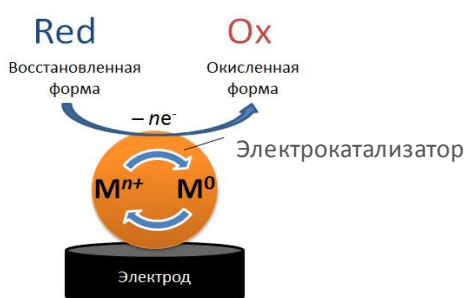 Red
Ox
Восстановленная
форма
Окисленная
форма
– ne⁻
Электрокатализатор
Mⁿ⁺
M⁰
Электрод